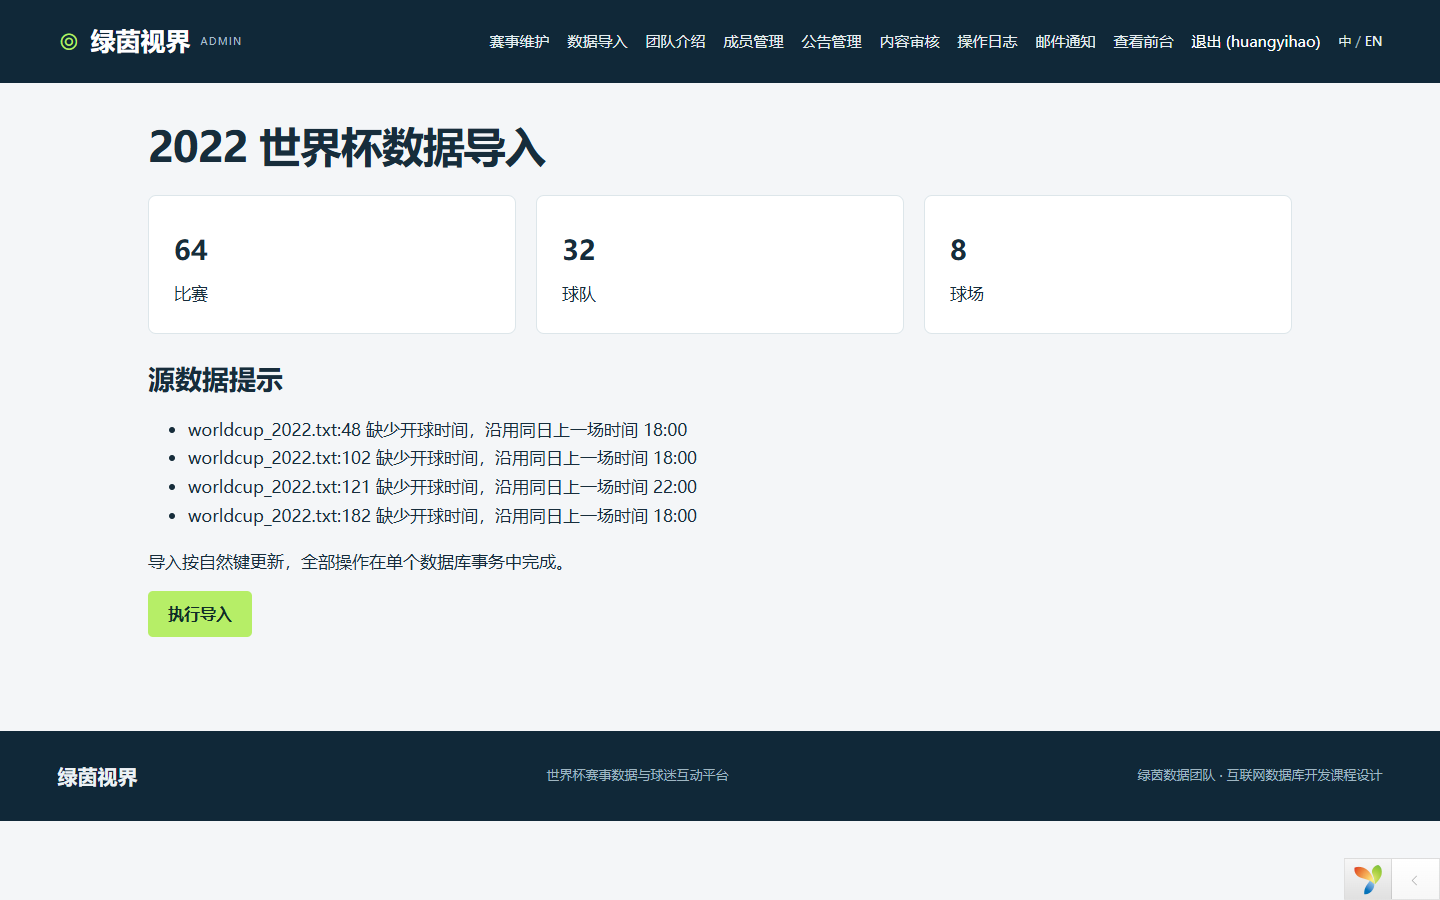 绿茵视界 ADMIN 赛事维护 数据导入 团队介绍 成员管理 公告管理 内容审核 操作日志 邮件通知 查看前台 退出 (huangyihao) 中 / EN
2022 世界杯数据导入
64 32 8
比赛 球队 球场
源数据提示
worldcup_2022.txt:48 缺少开球时间，沿用同日上一场时间 18:00
worldcup_2022.txt:102 缺少开球时间，沿用同日上一场时间 18:00
worldcup_2022.txt:121 缺少开球时间，沿用同日上一场时间 22:00
worldcup_2022.txt:182 缺少开球时间，沿用同日上一场时间 18:00
导入按自然键更新，全部操作在单个数据库事务中完成。
执行导入
绿茵视界 世界杯赛事数据与球迷互动平台 绿茵数据团队 · 互联网数据库开发课程设计